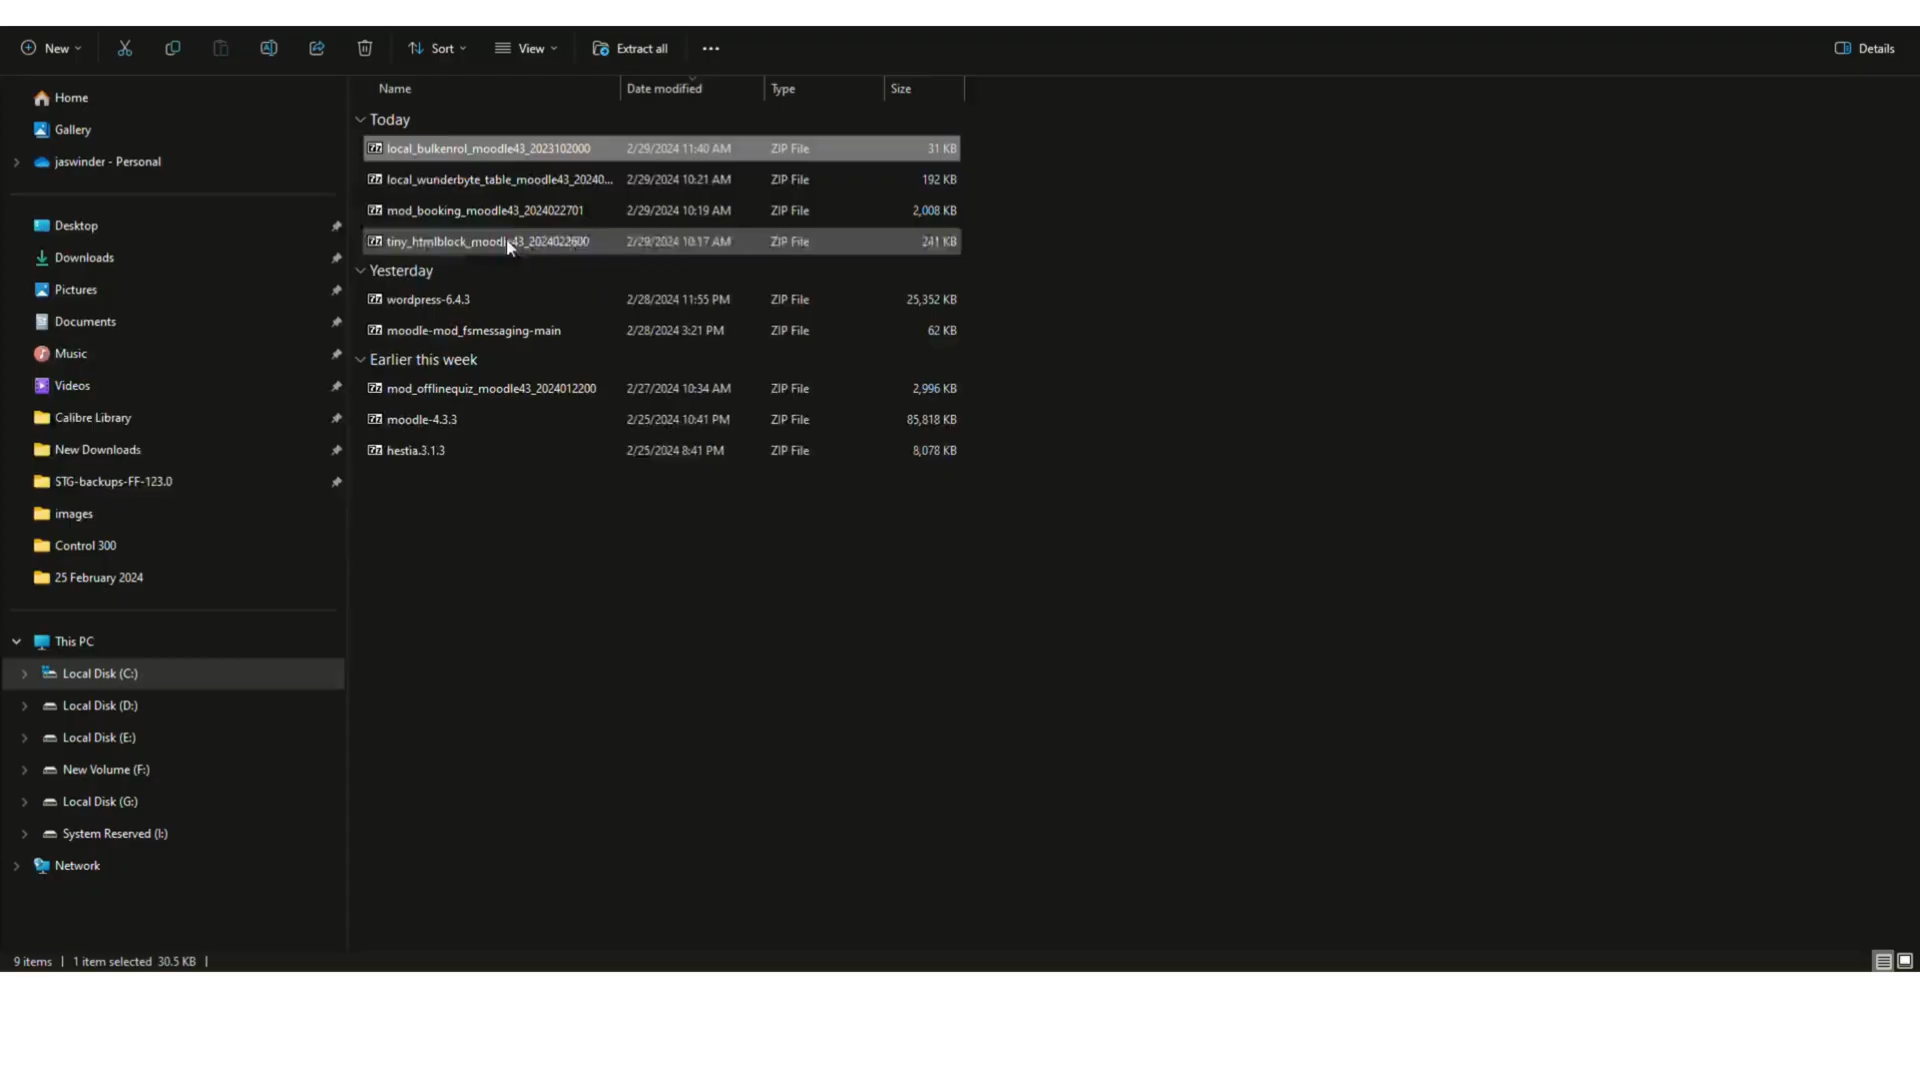 New Sort View Extract all ... Details
Name Date modified Type Size
Home
Gallery
jaswinder - Personal
Desktop
Downloads
Pictures
Documents
Music
Videos
Calibre Library
New Downloads
STG-backups-FF-123.0
images
Control 300
25 February 2024
This PC
Local Disk (C:)
Local Disk (D:)
Local Disk (E:)
New Volume (F:)
Local Disk (G:)
System Reserved (I:)
Network
Today
local_bulkenrol_moodle43_2023102000 2/29/2024 11:40 AM ZIP File 31 KB
local_wunderbyte_table_moodle43_20240... 2/29/2024 10:21 AM ZIP File 192 KB
mod_booking_moodle43_2024022701 2/29/2024 10:19 AM ZIP File 2,008 KB
tiny_htmlblock_moodle43_2024022600 2/29/2024 10:17 AM ZIP File 241 KB
Yesterday
wordpress-6.4.3 2/28/2024 11:55 PM ZIP File 25,352 KB
moodle-mod_fsmessaging-main 2/28/2024 3:21 PM ZIP File 62 KB
Earlier this week
mod_offlinequiz_moodle43_2024012200 2/27/2024 10:34 AM ZIP File 2,996 KB
moodle-4.3.3 2/25/2024 10:41 PM ZIP File 85,818 KB
hestia.3.1.3 2/25/2024 8:41 PM ZIP File 8,078 KB
9 items | 1 item selected 30.5 KB |